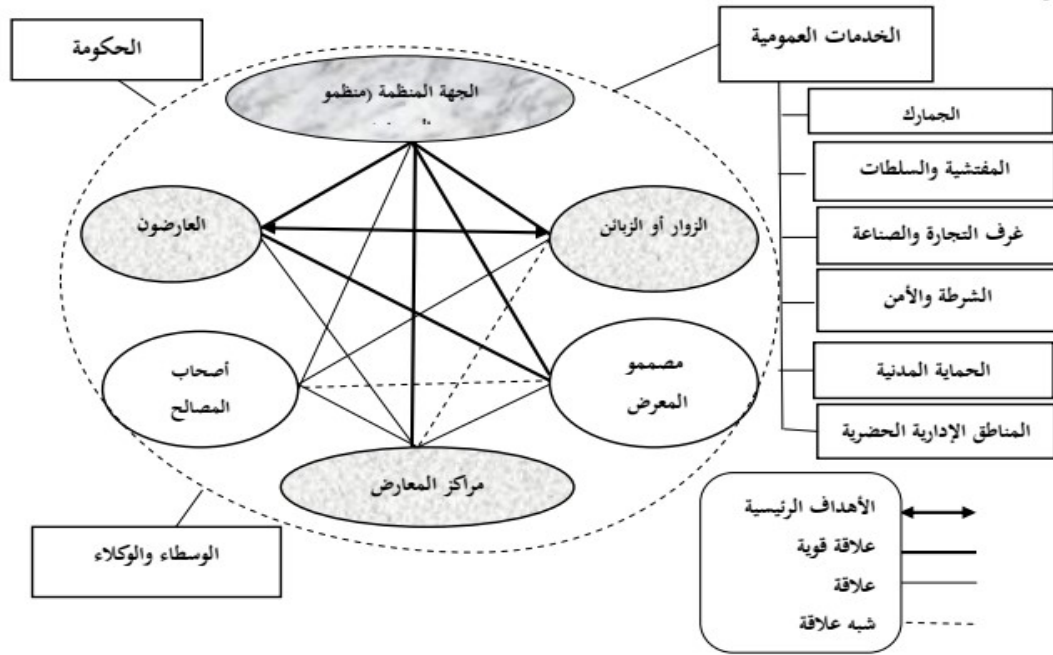 الحكومة
الخدمات العمومية
الجهة المنظمة (منظمو
الجمارك
المفتشية والسلطات
غرف التجارة والصناعة
الشرطة والأمن
الحماية المدنية
المناطق الإدارية الحضرية
الزوار أو الزبائن
العارضون
مصممو
المعرض
أصحاب
المصالح
مراكز المعارض
الوسطاء والوكلاء
الأهداف الرئيسية
علاقة قوية
علاقة
شبه علاقة